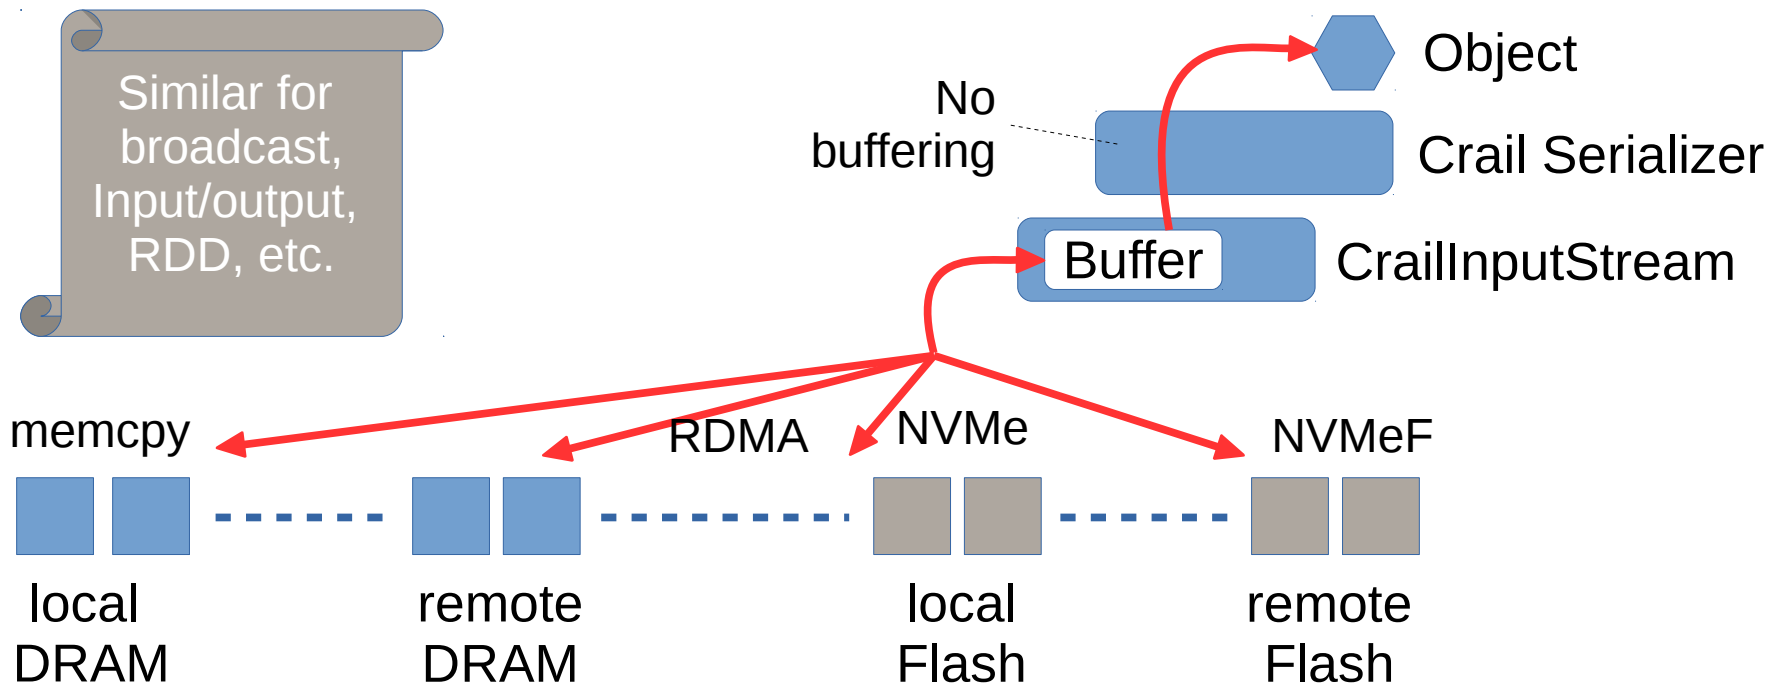 Similar for
broadcast,
Input/output,
RDD, etc.
No
buffering
Object
Crail Serializer
Buffer
CrailInputStream
memcpy
RDMA
NVMe
NVMeF
local
DRAM
remote
DRAM
local
Flash
remote
Flash